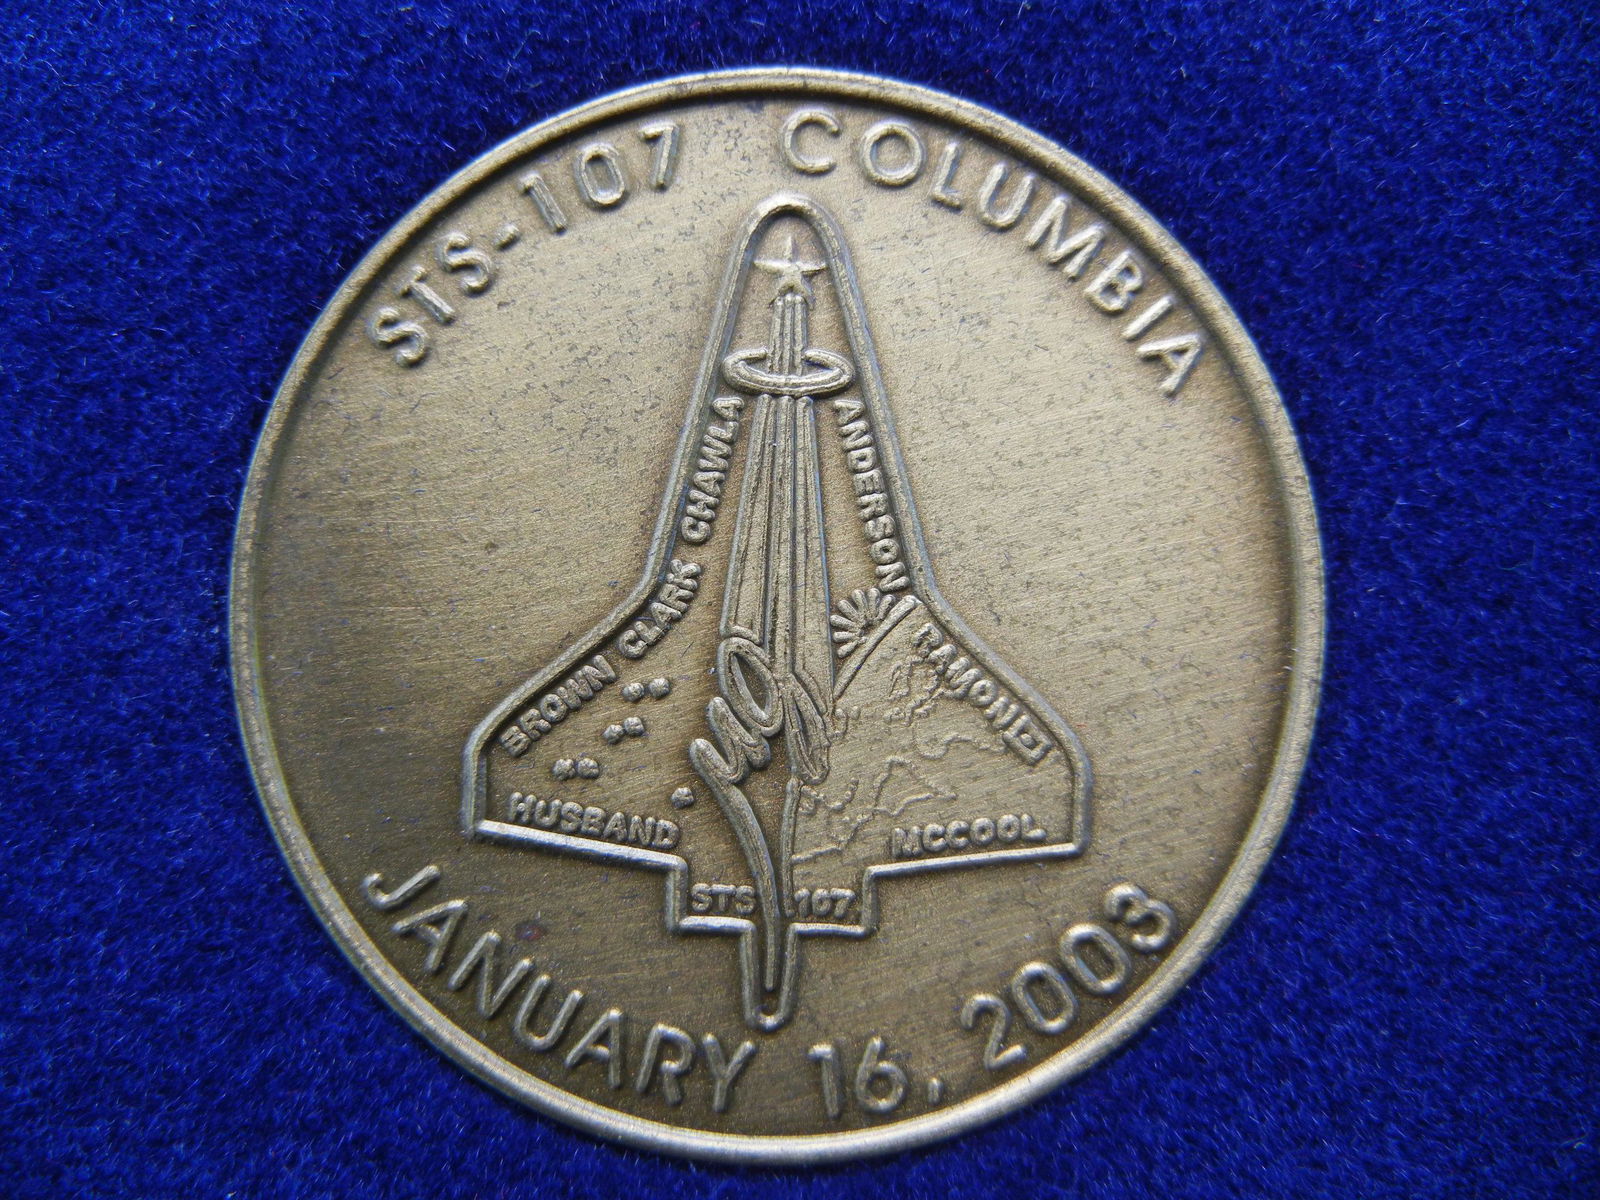 STS-107 COLUMBIA
CHAWLA
ANDERSON
CLARK
BROWN
RAMON
HUSBAND
MCCOOL
STS 107
JANUARY 16, 2003